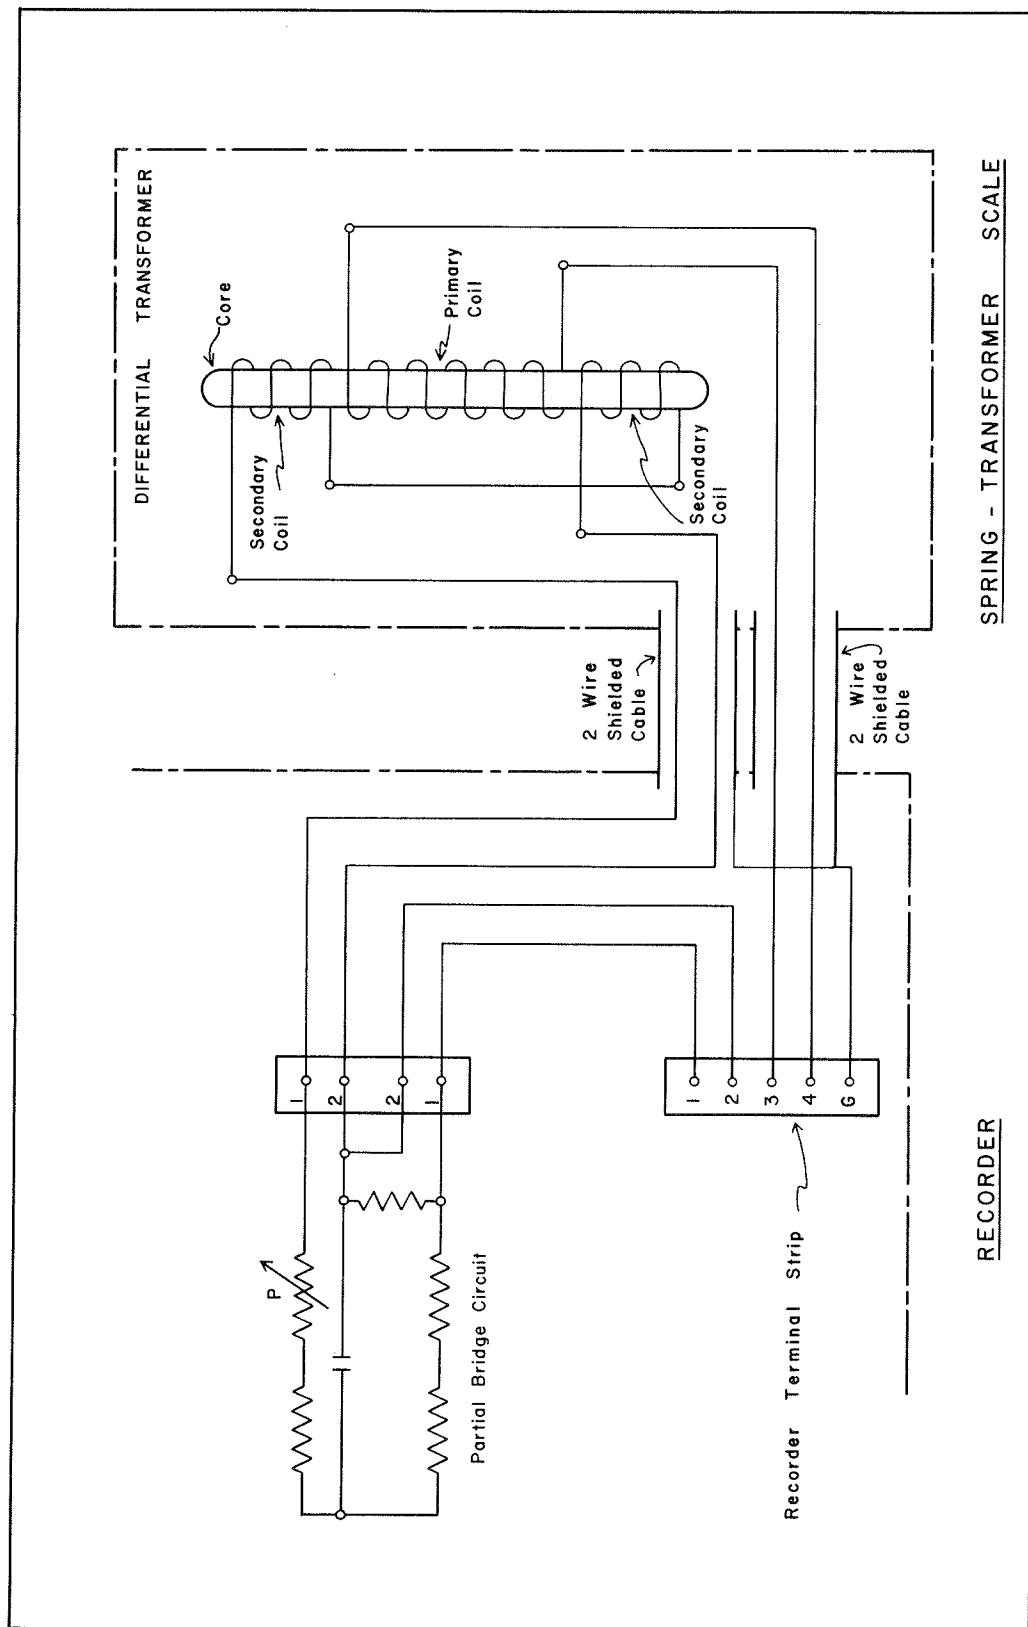 DIFFERENTIAL TRANSFORMER
Core
Secondary
Coil
Primary
Coil
Secondary
Coil
2 Wire
Shielded
Cable
2 Wire
Shielded
Cable
P
1
2
2
1
Partial Bridge Circuit
1
2
3
4
G
Recorder Terminal Strip
RECORDER
SPRING - TRANSFORMER SCALE